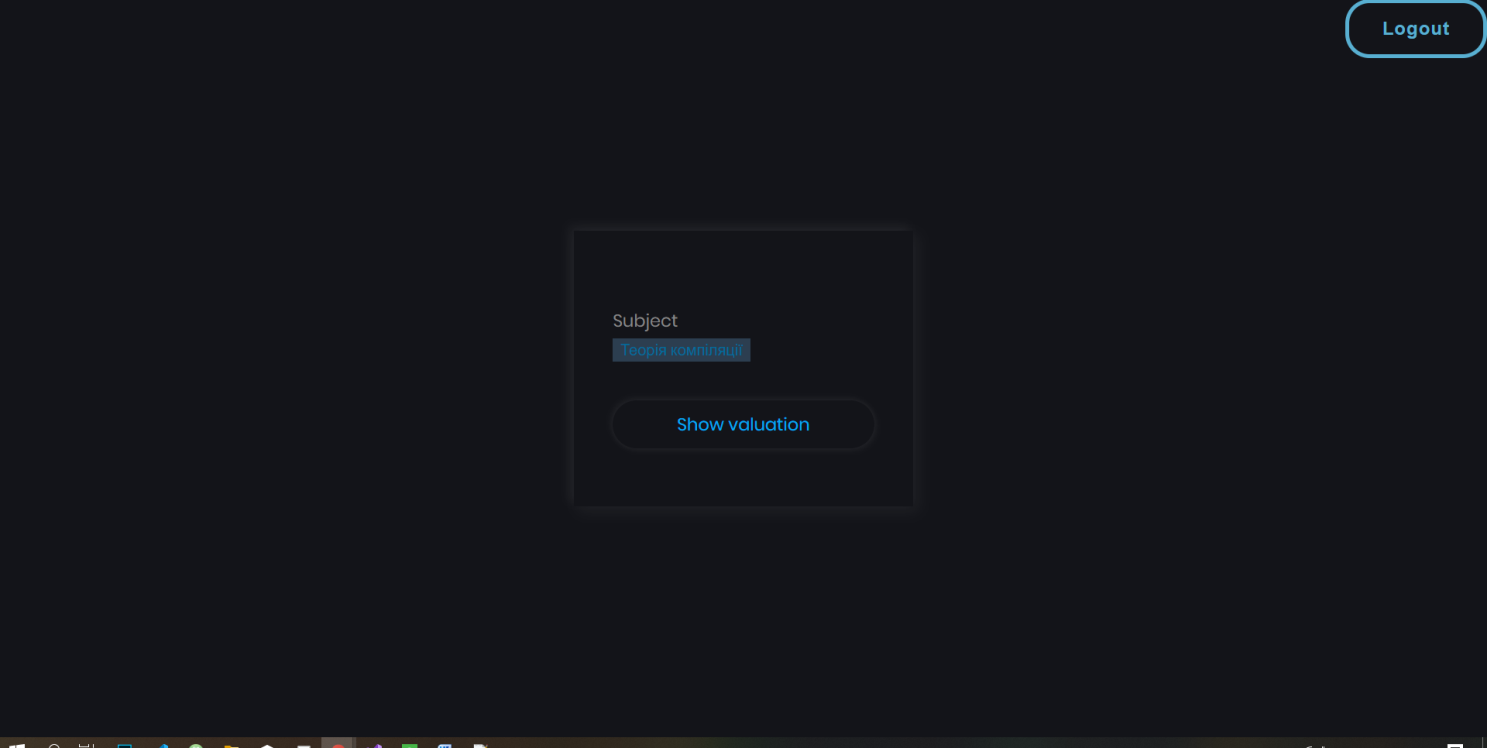 Logout
Subject
Теорія компіляції
Show valuation